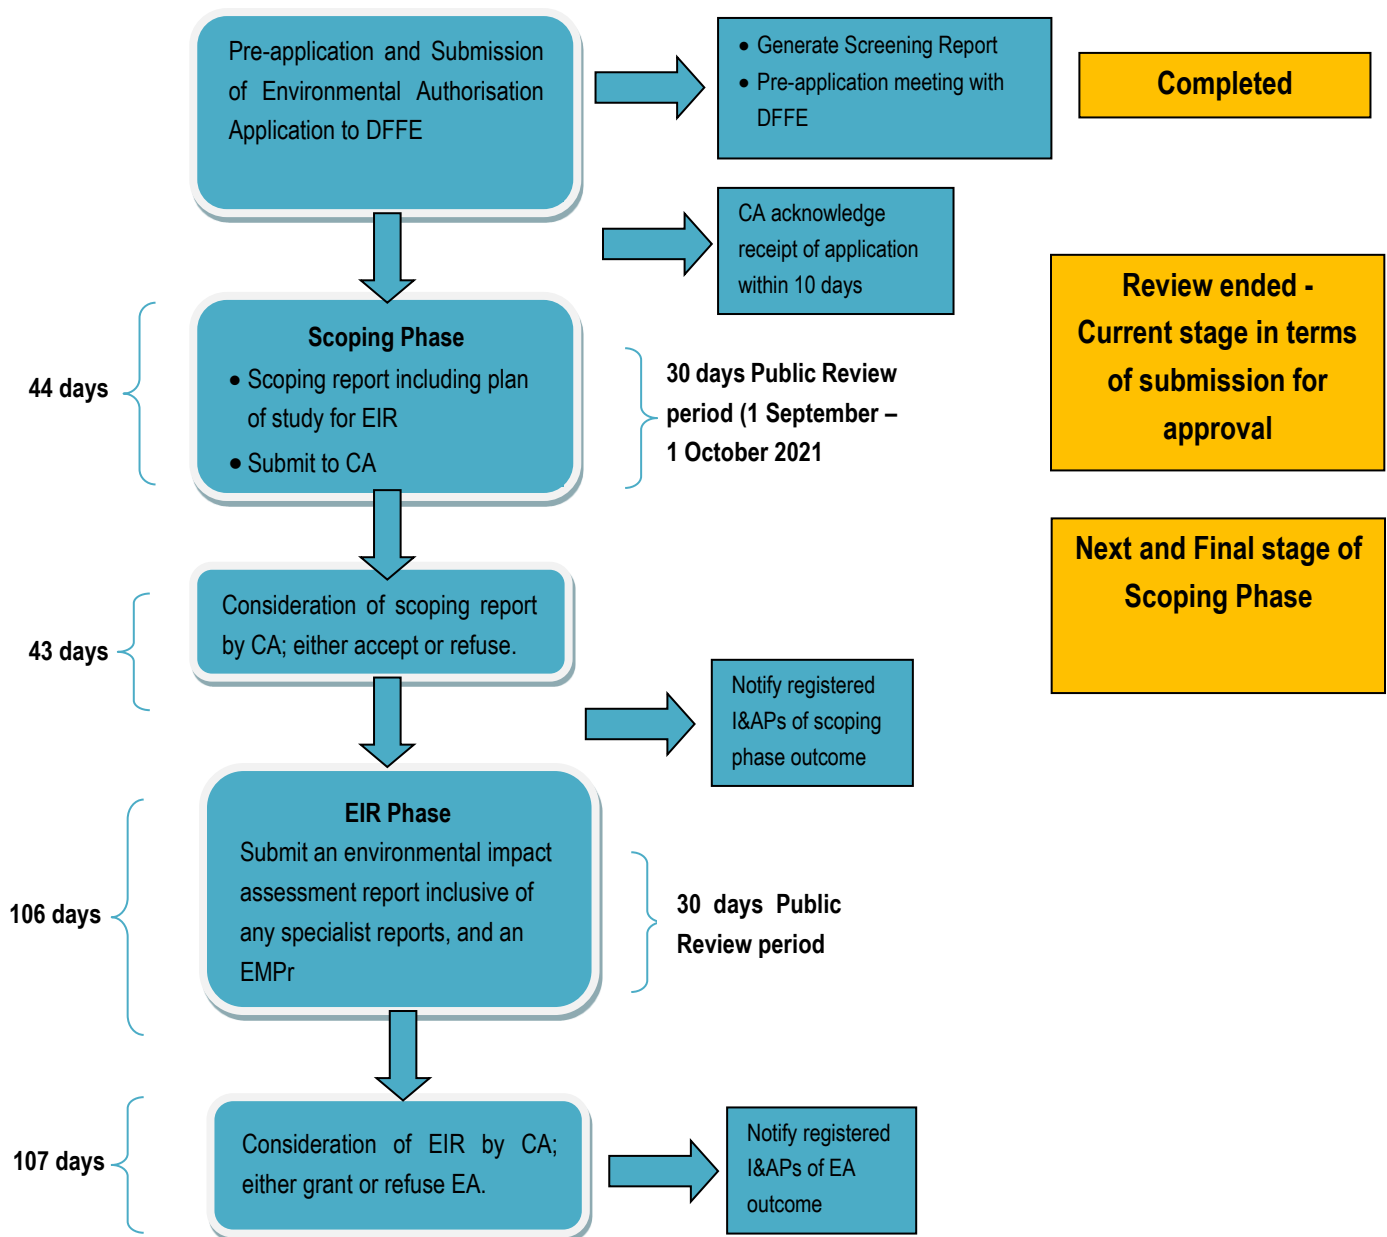 Pre-application and Submission
of Environmental Authorisation
Application to DFFE
• Generate Screening Report
• Pre-application meeting with
DFFE
Completed
CA acknowledge
receipt of application
within 10 days
44 days
Scoping Phase
• Scoping report including plan
of study for EIR
• Submit to CA
30 days Public Review
period (1 September –
1 October 2021
Review ended -
Current stage in terms
of submission for
approval
Next and Final stage of
Scoping Phase
43 days
Consideration of scoping report
by CA; either accept or refuse.
Notify registered
I&APs of scoping
phase outcome
106 days
EIR Phase
Submit an environmental impact
assessment report inclusive of
any specialist reports, and an
EMPr
30 days Public
Review period
107 days
Consideration of EIR by CA;
either grant or refuse EA.
Notify registered
I&APs of EA
outcome